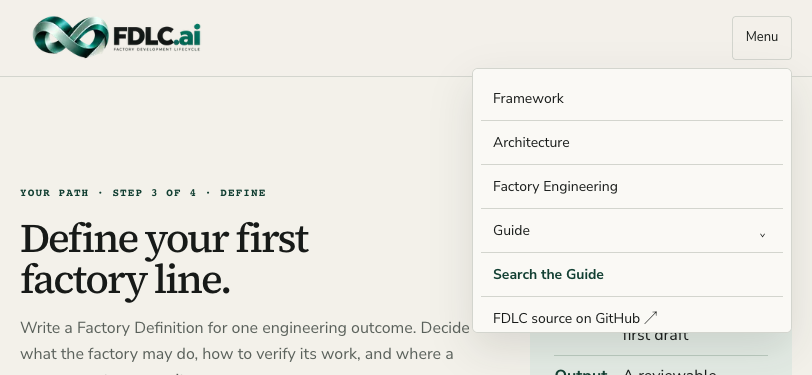 FDLC.ai
FACTORY DEVELOPMENT LIFECYCLE
Menu
Framework
Architecture
Factory Engineering
Guide
Search the Guide
FDLC source on GitHub ↗
YOUR PATH · STEP 3 OF 4 · DEFINE
Define your first
factory line.
Write a Factory Definition for one engineering outcome. Decide
what the factory may do, how to verify its work, and where a
first draft
Output A reviewable